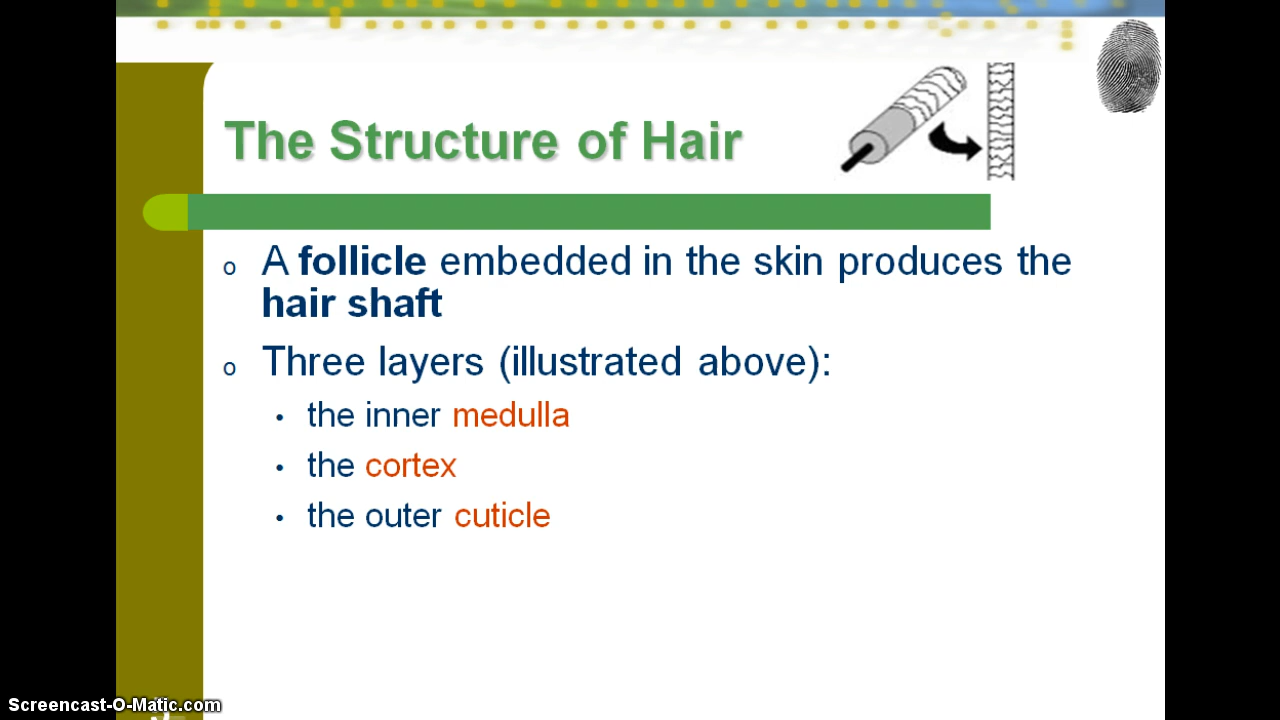 The Structure of Hair
o A follicle embedded in the skin produces the
hair shaft
o Three layers (illustrated above):
• the inner medulla
• the cortex
• the outer cuticle
Screencast-O-Matic.com